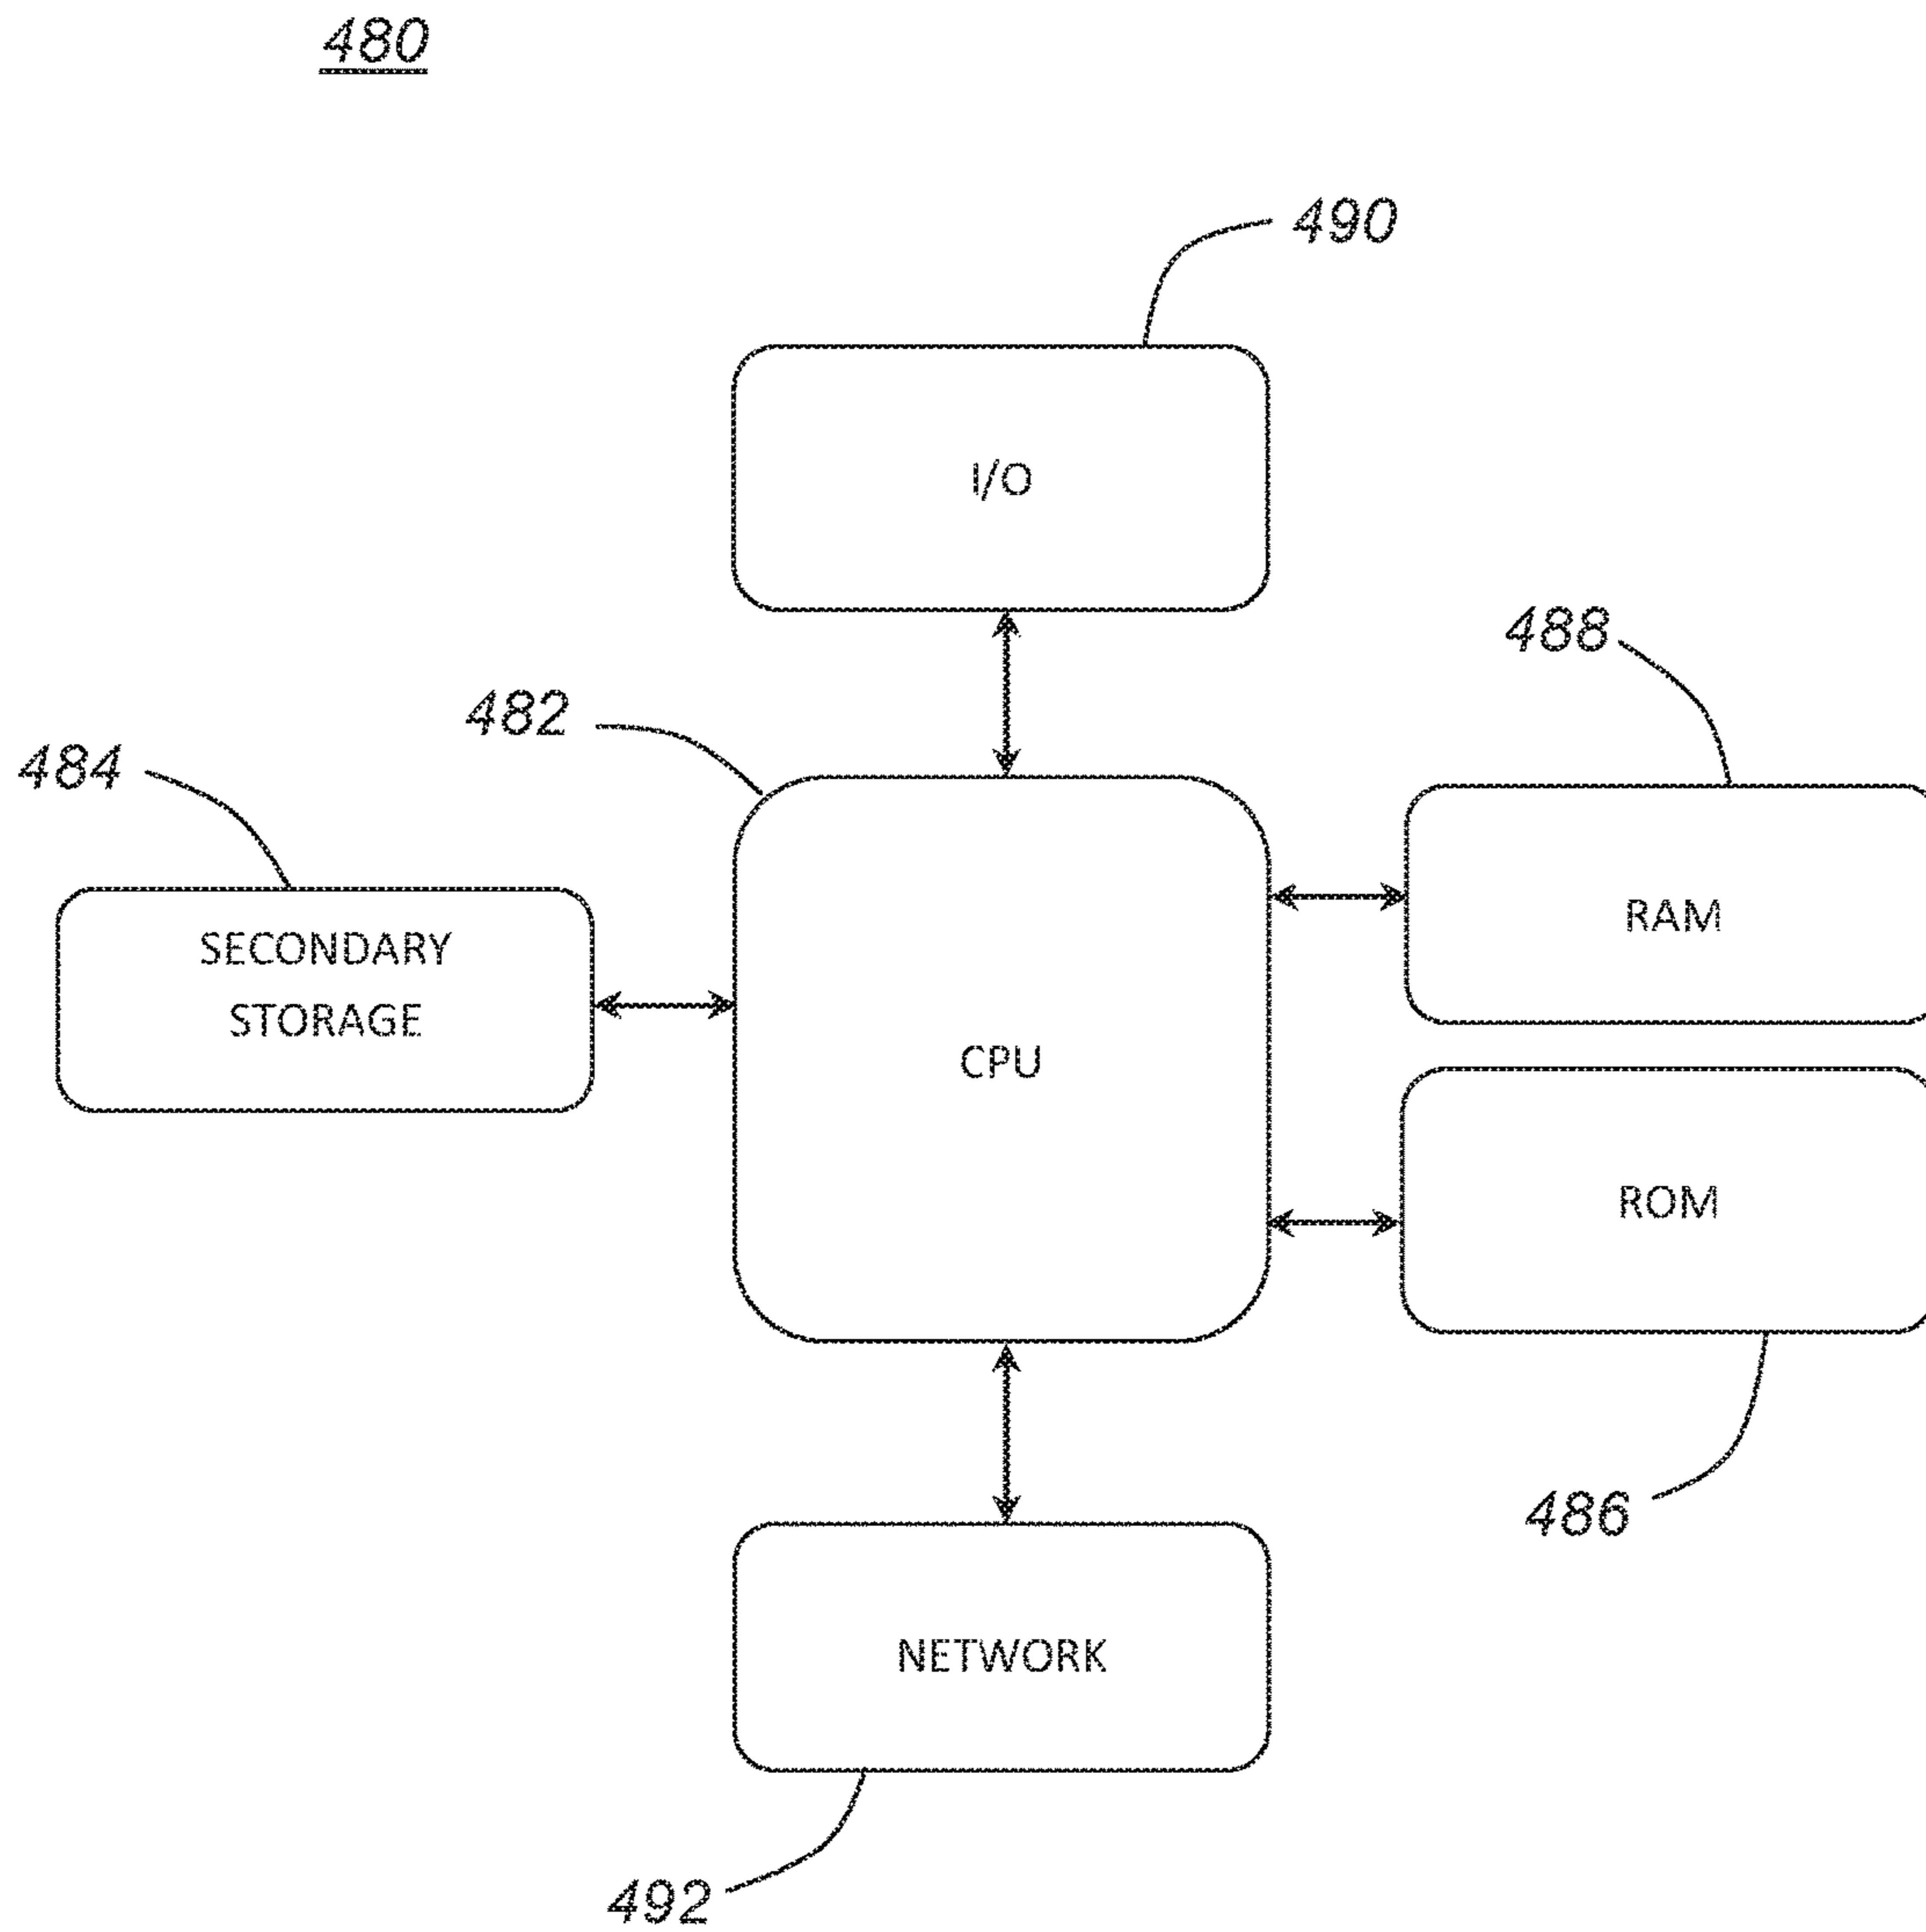 480
490
I/O
488
482
484
RAM
SECONDARY
STORAGE
CPU
ROM
486
NETWORK
492